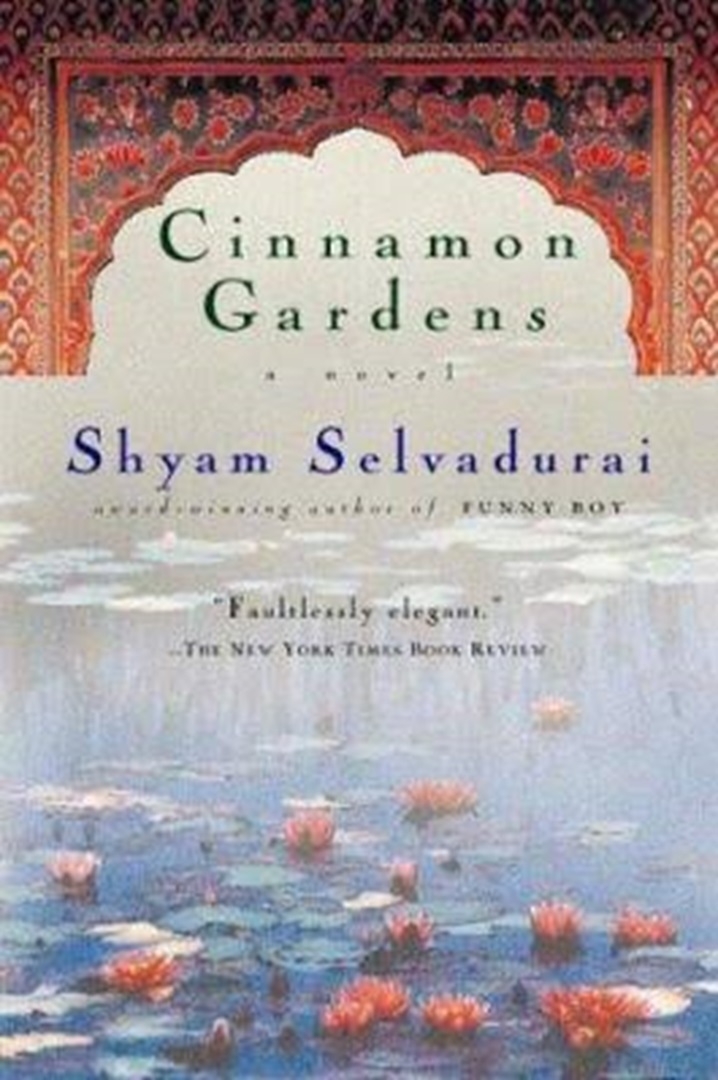 Cinnamon
Gardens
a novel
Shyam Selvadurai
award-winning author of FUNNY BOY
"Faultlessly elegant."
—THE NEW YORK TIMES BOOK REVIEW